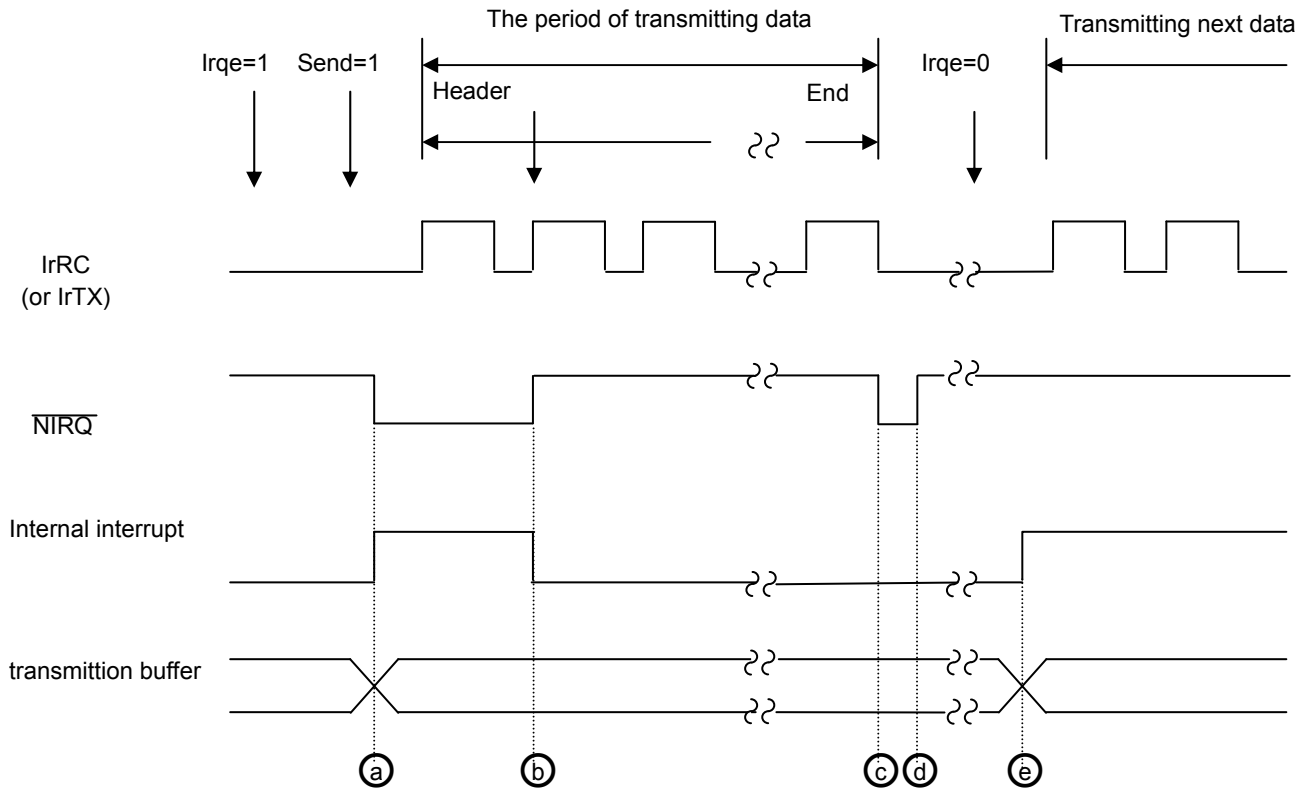 The period of transmitting data
Transmitting next data
Irqe=1 Send=1 Irqe=0
Header End
IrRC
(or IrTX)
NIRQ
Internal interrupt
transmittion buffer
a b c d e